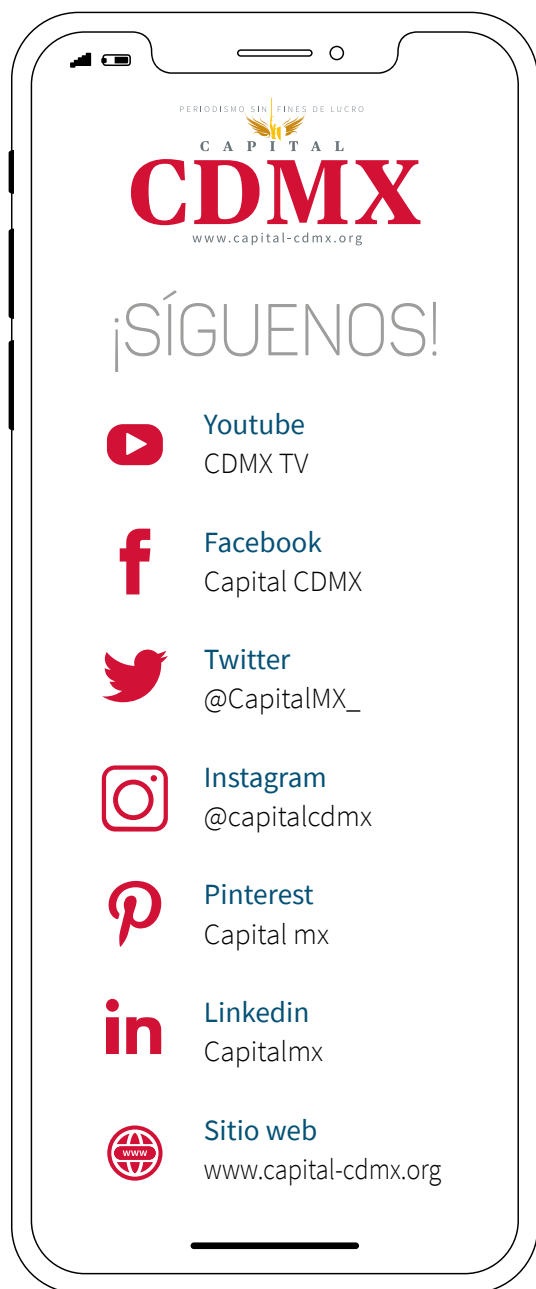 PERIODISMO SIN FINES DE LUCRO
CAPITAL
CDMX
www.capital-cdmx.org
¡SÍGUENOS!
Youtube
CDMX TV
Facebook
Capital CDMX
Twitter
@CapitalMX_
Instagram
@capitalcdmx
Pinterest
Capital mx
Linkedin
Capitalmx
Sitio web
www
www.capital-cdmx.org